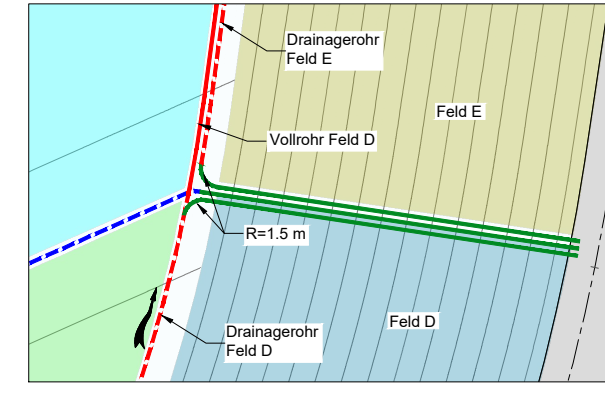 Drainagerohr
Feld E
Feld E
Vollrohr Feld D
R=1.5 m
Feld D
Drainagerohr
Feld D